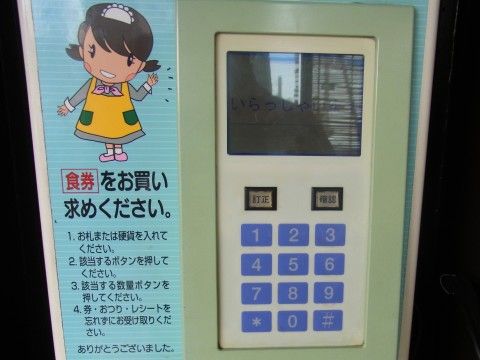 食券をお買い
求めください。
1. お札または硬貨を入れて
ください。
2. 該当するボタンを押して
ください。
3. 該当する数量ボタンを
押してください。
4. 券・おつり・レシートを
忘れずにお受け取りくだ
さい。
ありがとうございました。
いらっしゃ
訂正 確認
1 2 3
4 5 6
7 8 9
* 0 #